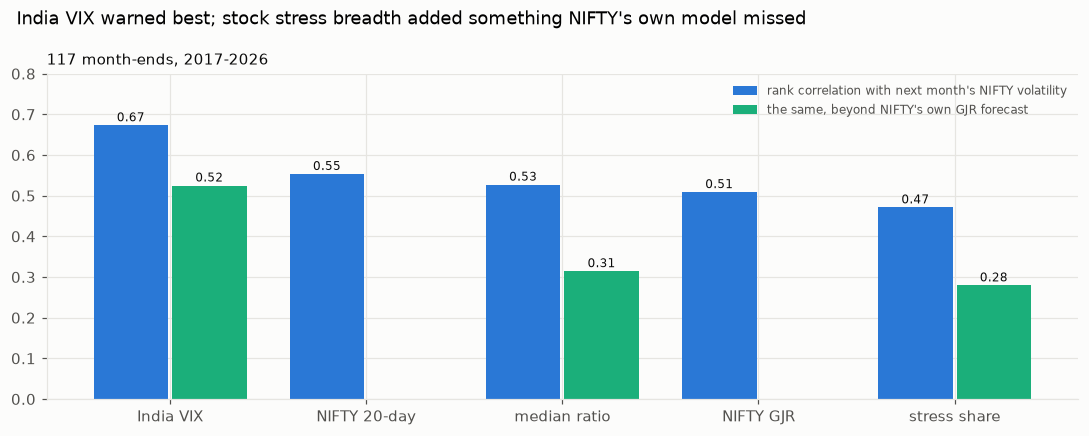 India VIX warned best; stock stress breadth added something NIFTY's own model missed
117 month-ends, 2017-2026
rank correlation with next month's NIFTY volatility
the same, beyond NIFTY's own GJR forecast
0.8
0.7
0.6
0.5
0.4
0.3
0.2
0.1
0.0
0.67
0.52
0.55
0.53
0.31
0.51
0.47
0.28
India VIX
NIFTY 20-day
median ratio
NIFTY GJR
stress share